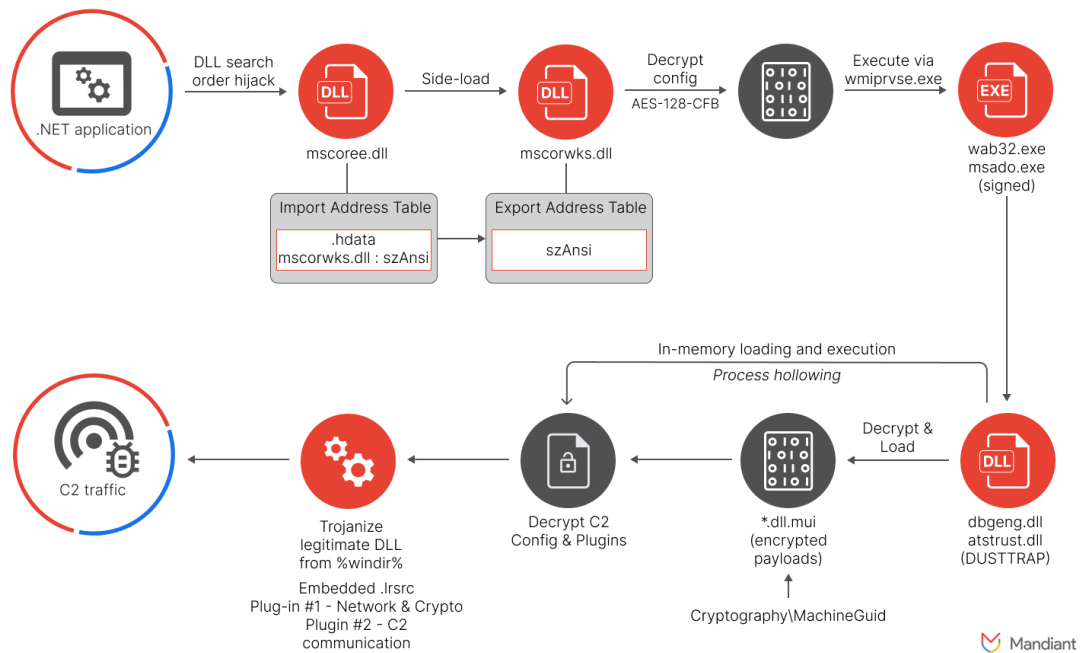 .NET application
DLL search
order hijack
DLL
mscoree.dll
Side-load
DLL
mscorwks.dll
Decrypt
config
AES-128-CFB
Execute via
wmiprvse.exe
EXE
wab32.exe
msado.exe
(signed)
Import Address Table
.hdata
mscorwks.dll : szAnsi
Export Address Table
szAnsi
In-memory loading and execution
Process hollowing
DLL
dbgeng.dll
atstrust.dll
(DUSTTRAP)
Decrypt &
Load
*.dll.mui
(encrypted
payloads)
Cryptography\MachineGuid
Decrypt C2
Config & Plugins
Trojanize
legitimate DLL
from %windir%
Embedded .lrsrc
Plug-in #1 - Network & Crypto
Plugin #2 - C2
communication
C2 traffic
Mandiant